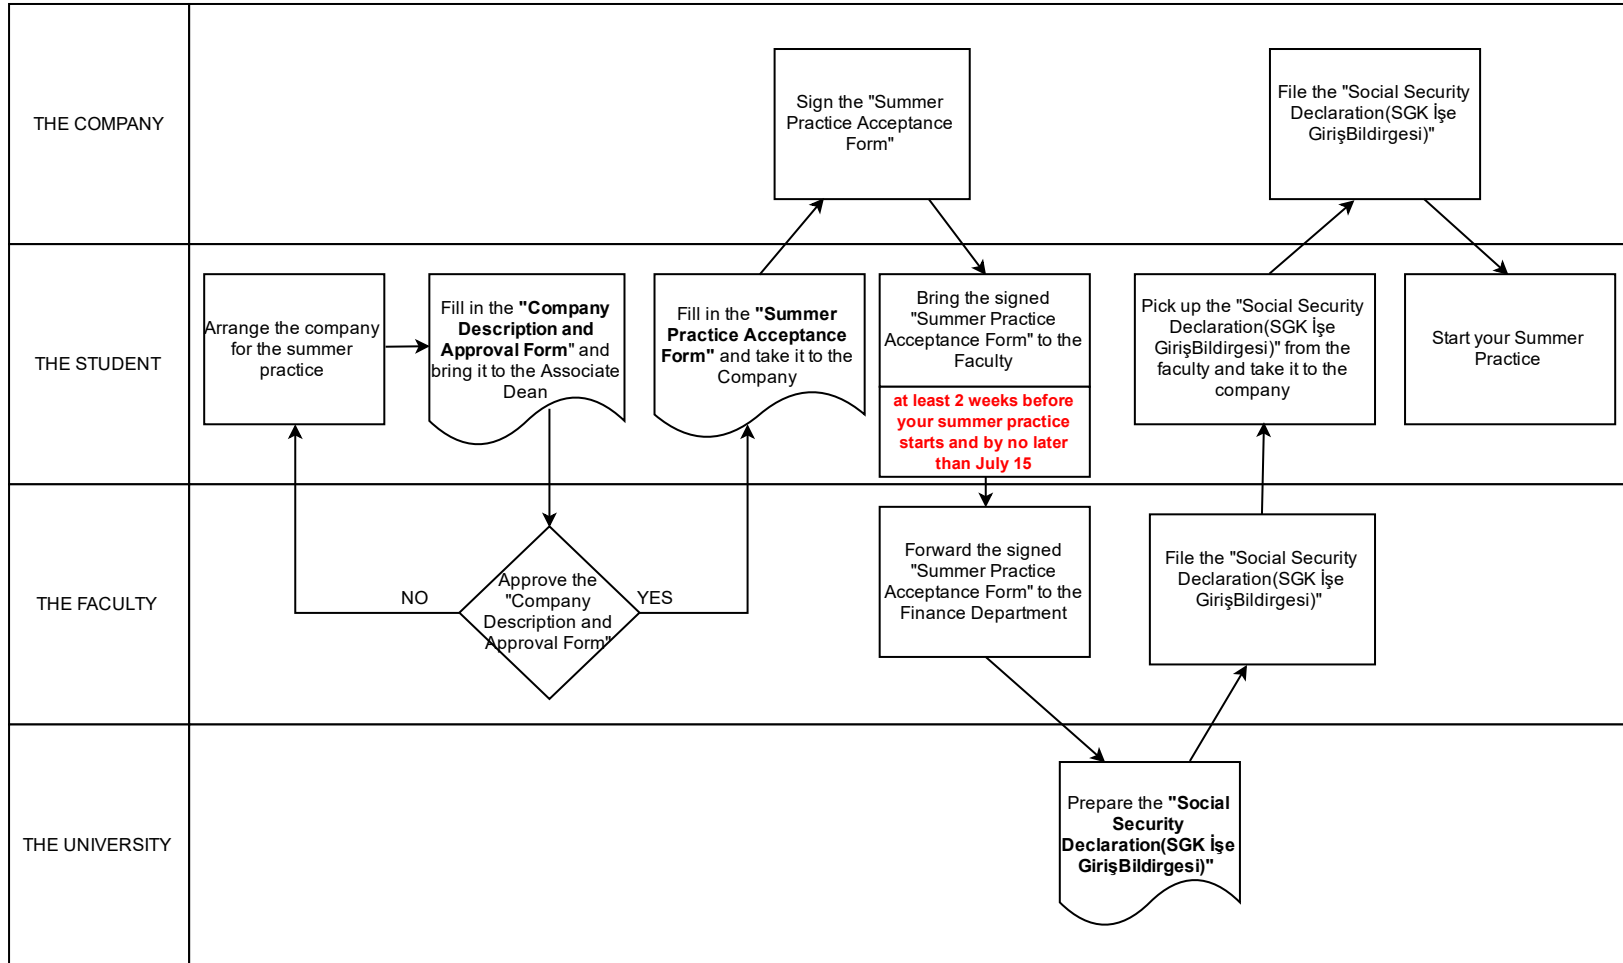 THE COMPANY
Sign the "Summer
Practice Acceptance
Form"
File the "Social Security
Declaration(SGK İşe
GirişBildirgesi)"
THE STUDENT
Arrange the company
for the summer
practice
Fill in the "Company
Description and
Approval Form" and
bring it to the Associate
Dean
Fill in the "Summer
Practice Acceptance
Form" and take it to the
Company
Bring the signed
"Summer Practice
Acceptance Form" to the
Faculty
at least 2 weeks before
your summer practice
starts and by no later
than July 15
Pick up the "Social Security
Declaration(SGK İşe
GirişBildirgesi)" from the
faculty and take it to the
company
Start your Summer
Practice
THE FACULTY
NO
Approve the
"Company
Description and
Approval Form"
YES
Forward the signed
"Summer Practice
Acceptance Form" to the
Finance Department
File the "Social Security
Declaration(SGK İşe
GirişBildirgesi)"
THE UNIVERSITY
Prepare the "Social
Security
Declaration(SGK İşe
GirişBildirgesi)"